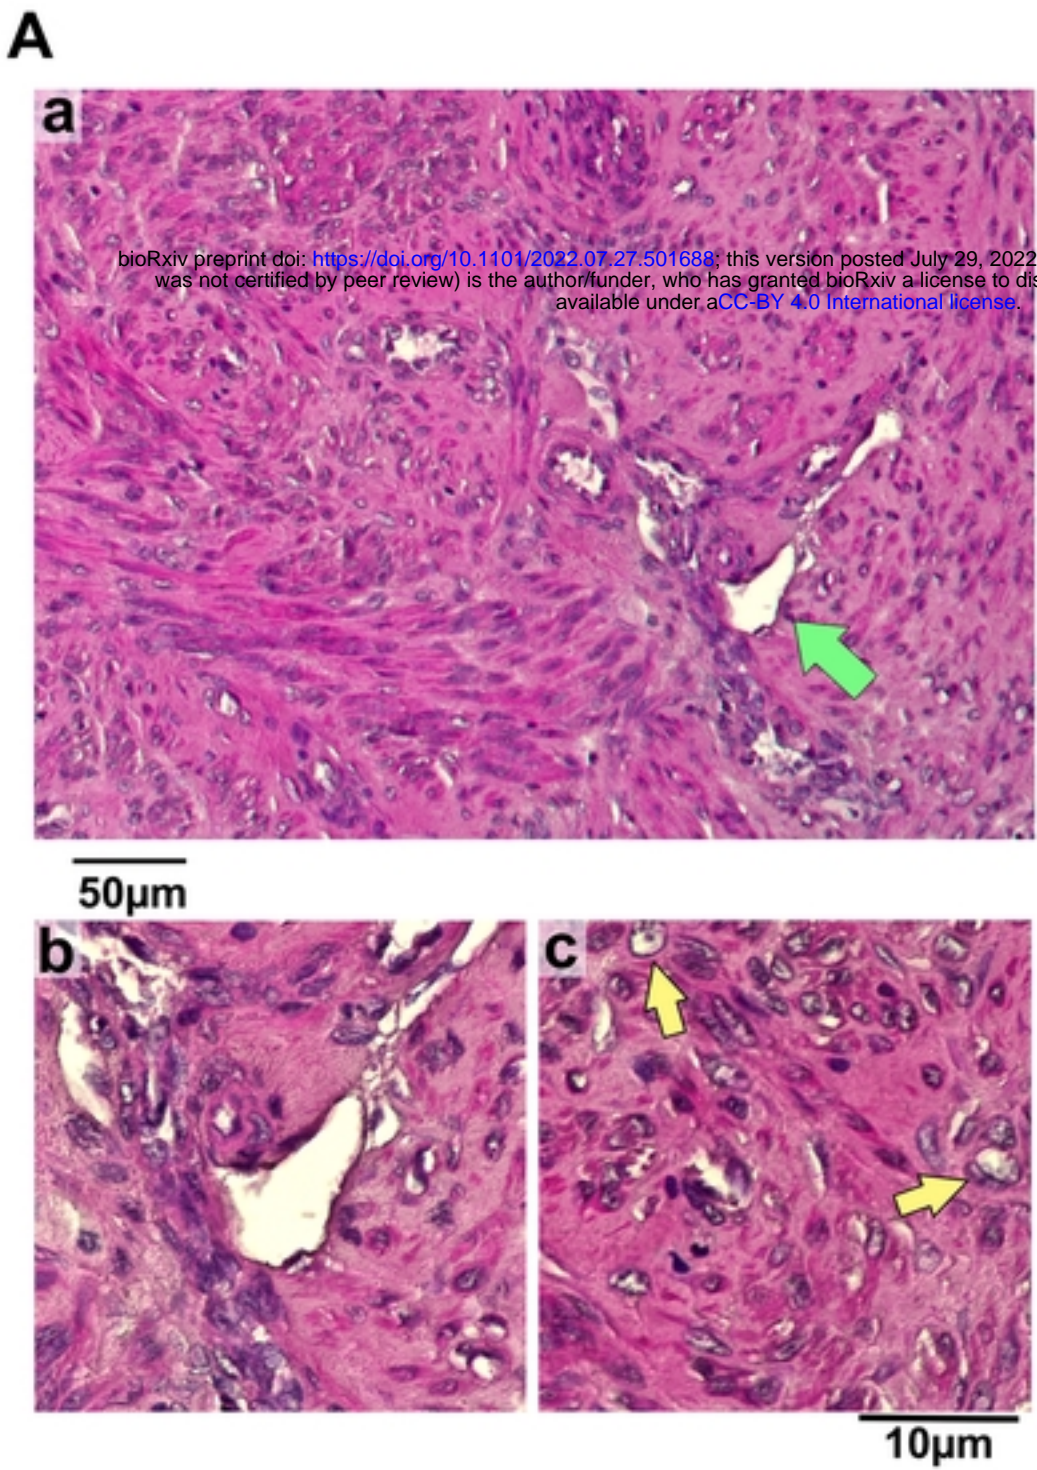 A
a
bioRxiv preprint doi: https://doi.org/10.1101/2022.07.27.501688; this version posted July 29, 2022
was not certified by peer review) is the author/funder, who has granted bioRxiv a license to dis
available under aCC-BY 4.0 International license.
50µm
b c
10µm